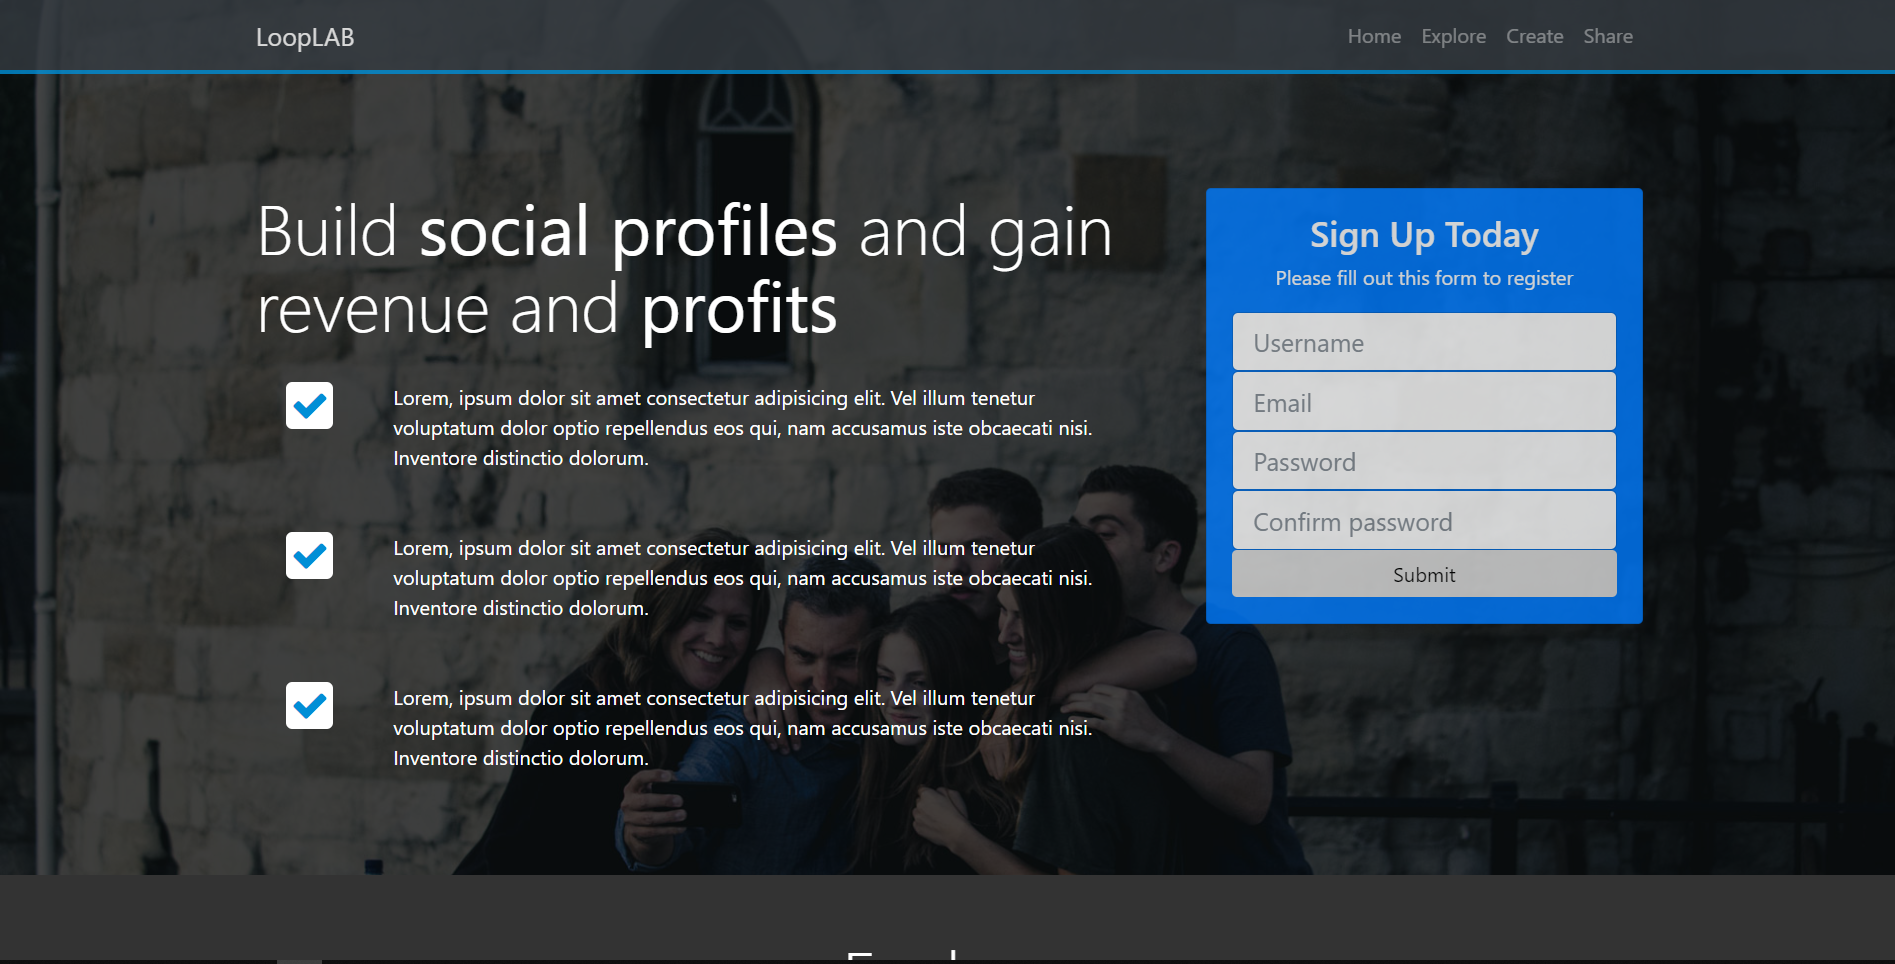 LoopLAB
Home Explore Create Share
Build social profiles and gain
revenue and profits
Lorem, ipsum dolor sit amet consectetur adipisicing elit. Vel illum tenetur
voluptatum dolor optio repellendus eos qui, nam accusamus iste obcaecati nisi.
Inventore distinctio dolorum.
Lorem, ipsum dolor sit amet consectetur adipisicing elit. Vel illum tenetur
voluptatum dolor optio repellendus eos qui, nam accusamus iste obcaecati nisi.
Inventore distinctio dolorum.
Lorem, ipsum dolor sit amet consectetur adipisicing elit. Vel illum tenetur
voluptatum dolor optio repellendus eos qui, nam accusamus iste obcaecati nisi.
Inventore distinctio dolorum.
Sign Up Today
Please fill out this form to register
Username
Email
Password
Confirm password
Submit